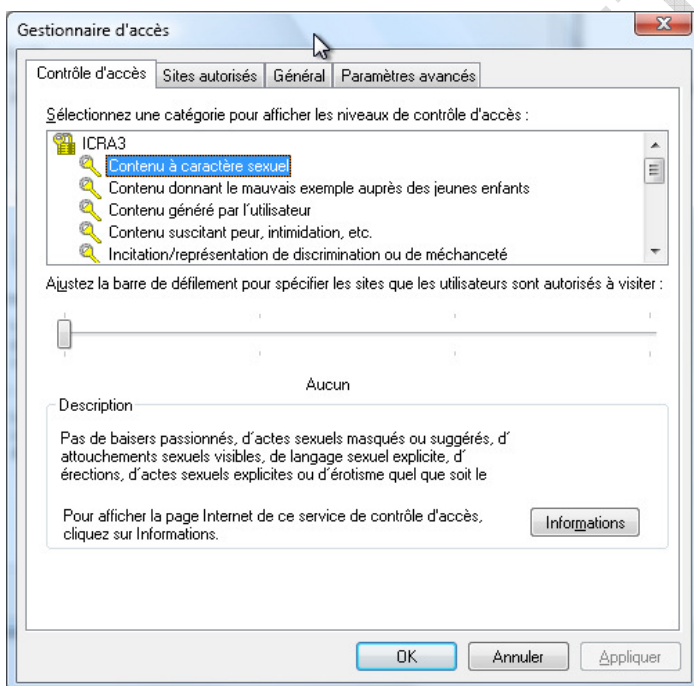 Gestionnaire d'accès
Contrôle d'accès Sites autorisés Général Paramètres avancés
Sélectionnez une catégorie pour afficher les niveaux de contrôle d'accès :
ICRA3
Contenu à caractère sexuel
Contenu donnant le mauvais exemple auprès des jeunes enfants
Contenu généré par l´utilisateur
Contenu suscitant peur, intimidation, etc.
Incitation/représentation de discrimination ou de méchanceté
Ajustez la barre de défilement pour spécifier les sites que les utilisateurs sont autorisés à visiter :
Aucun
Description
Pas de baisers passionnés, d´actes sexuels masqués ou suggérés, d´
attouchements sexuels visibles, de langage sexuel explicite, d´
érections, d´actes sexuels explicites ou d´érotisme quel que soit le
Pour afficher la page Internet de ce service de contrôle d'accès,
cliquez sur Informations.
Informations
OK Annuler Appliquer